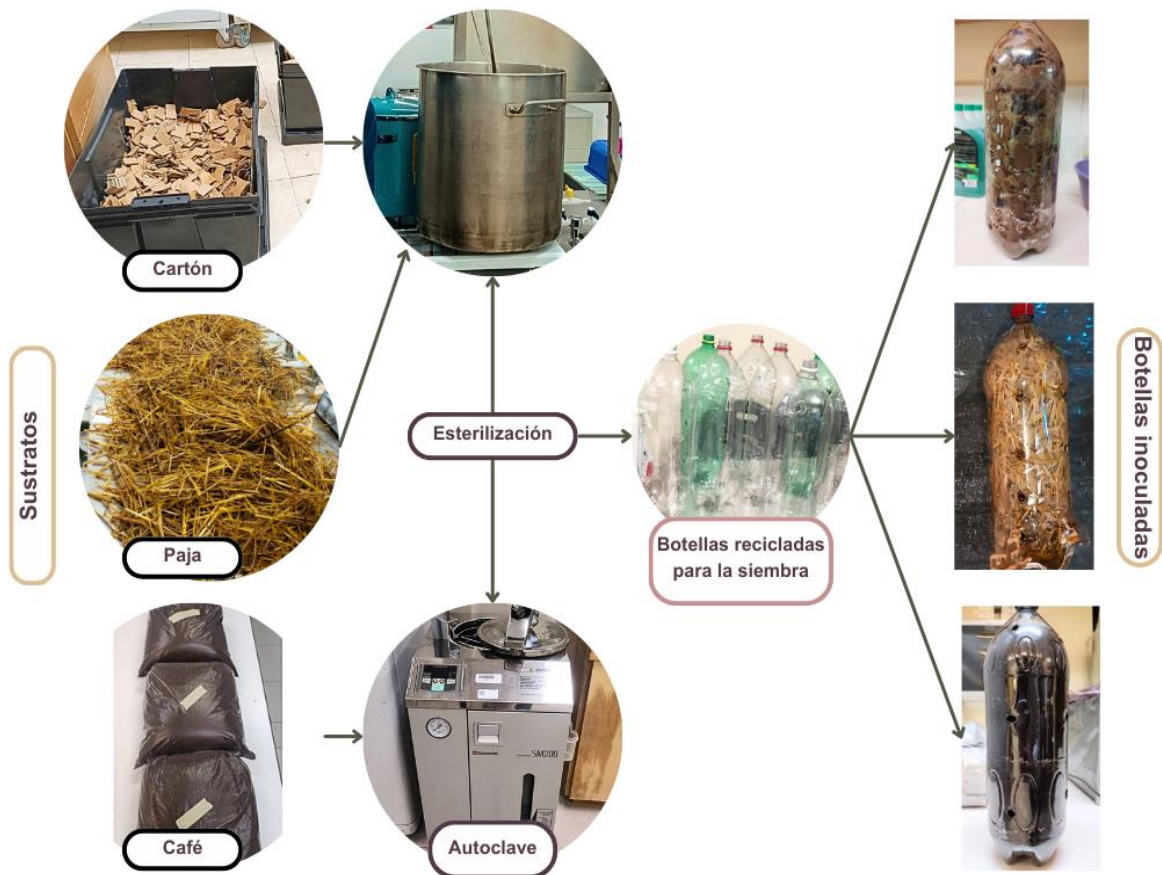 Sustratos
Cartón
Paja
Café
Esterilización
SM200
Autoclave
Botellas recicladas
para la siembra
Botellas inoculadas